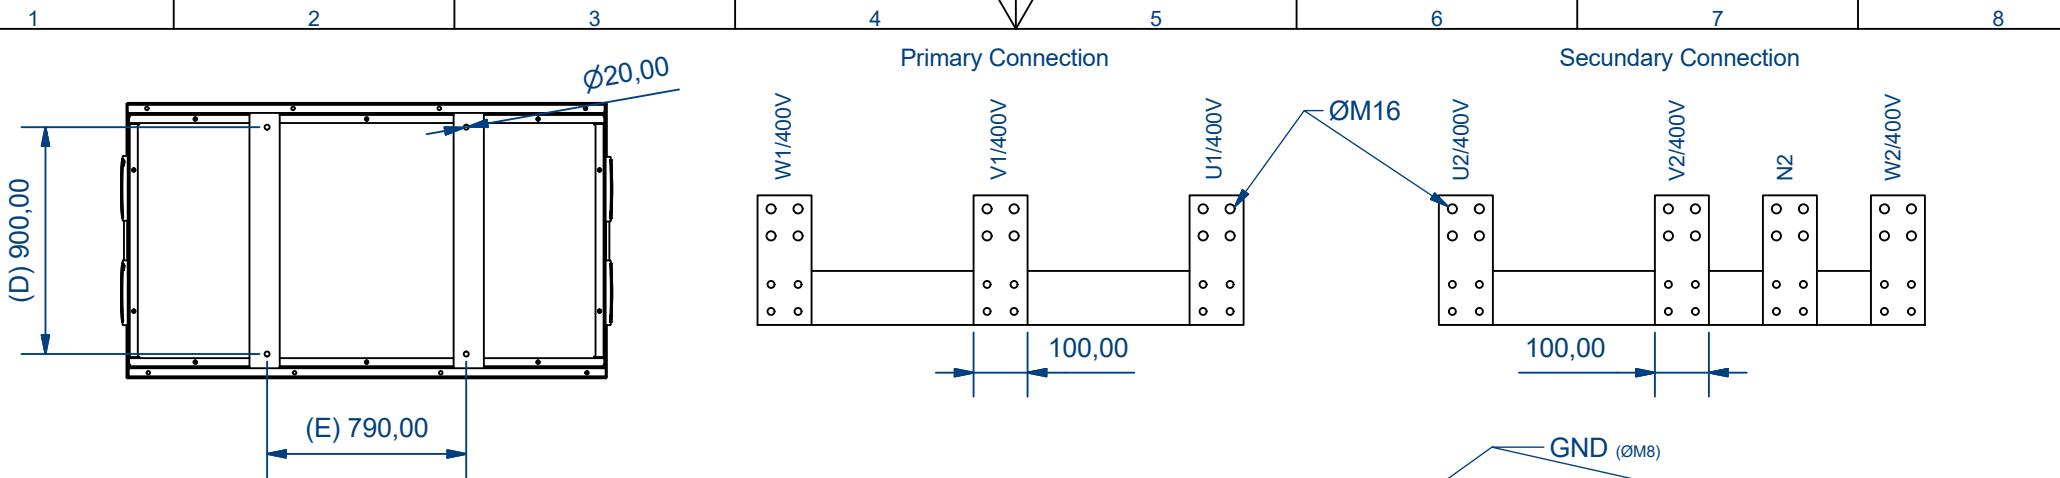 1 2 3 4 5 6 7 8
Primary Connection
Secundary Connection
Ø20,00
(D) 900,00
(E) 790,00
W1/400V
V1/400V
U1/400V
ØM16
U2/400V
V2/400V
N2
W2/400V
100,00
100,00
GND (ØM8)